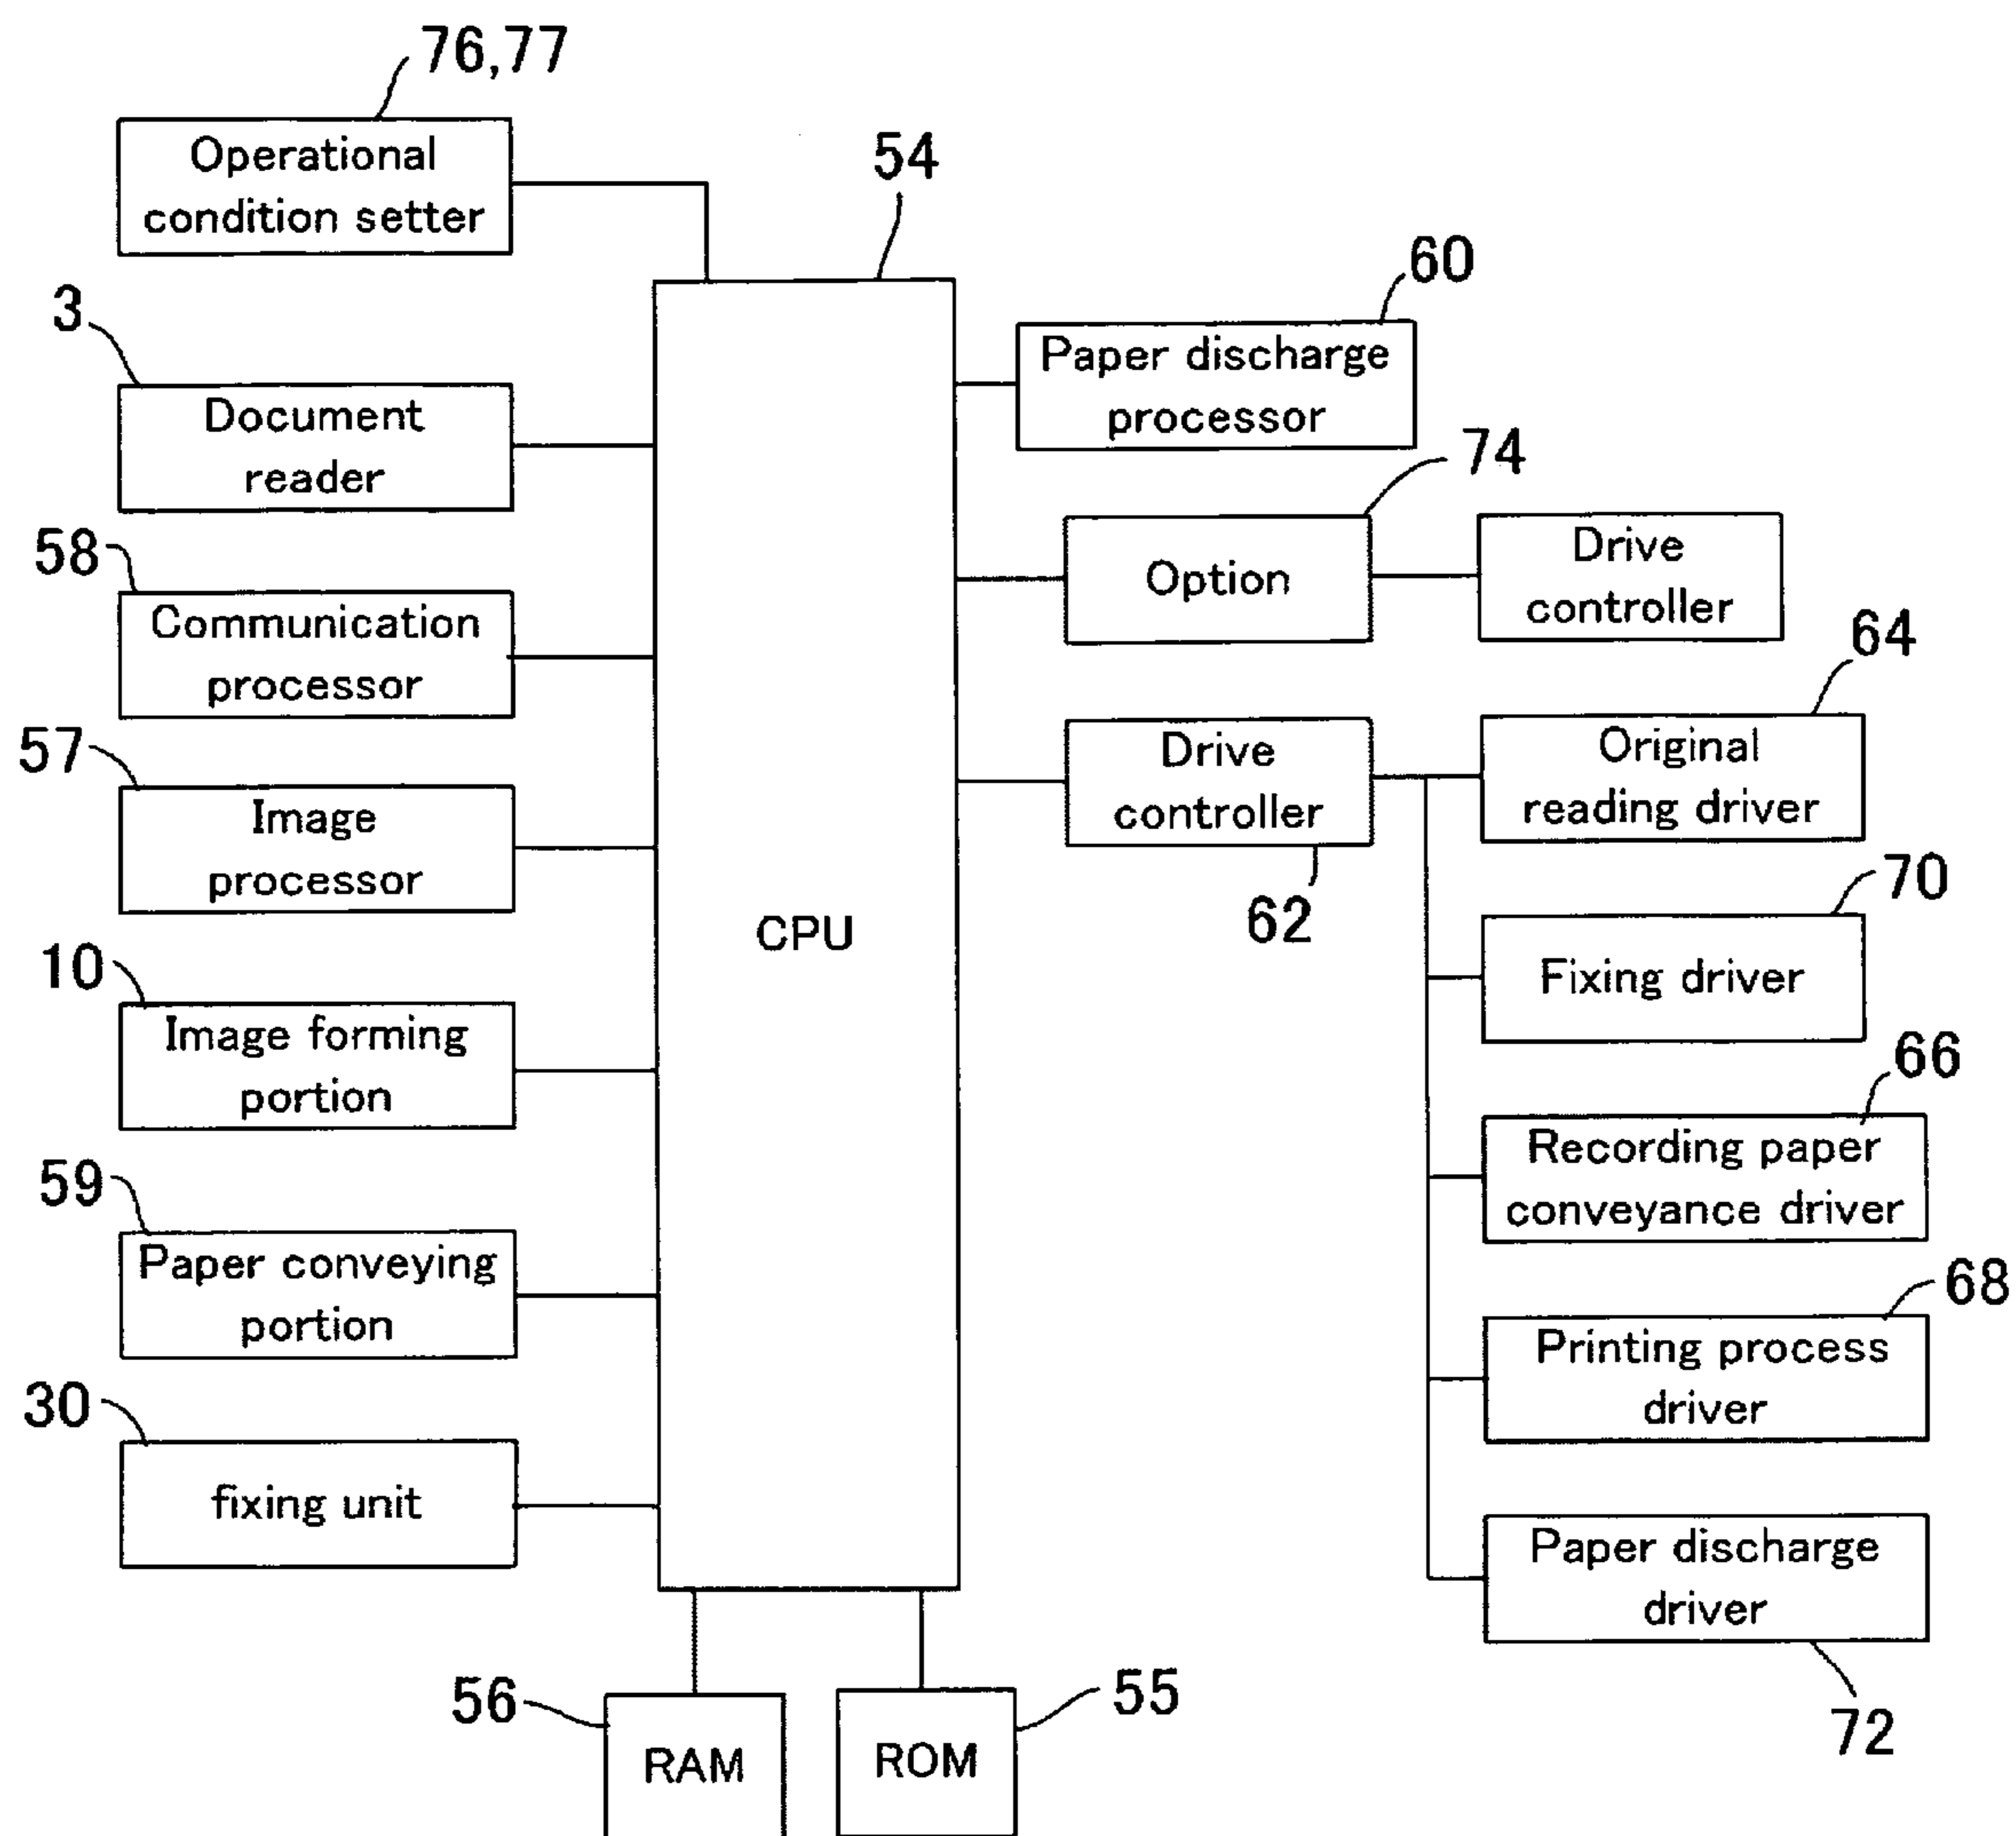 76,77
Operational
condition setter
54
60
Paper discharge
processor
3
Document
reader
74
Option
Drive
controller
58
Communication
processor
64
Original
reading driver
57
Image
processor
Drive
controller
62
70
Fixing driver
CPU
10
Image forming
portion
66
Recording paper
conveyance driver
59
Paper conveying
portion
68
Printing process
driver
30
fixing unit
Paper discharge
driver
72
56
RAM
55
ROM